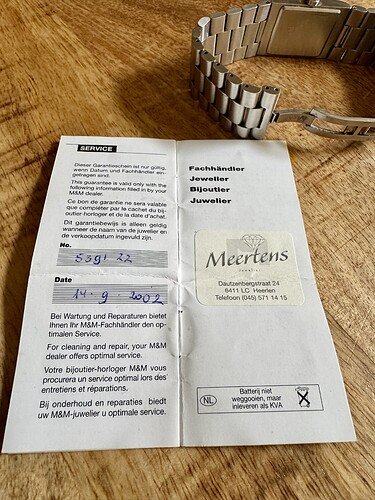 SERVICE
Dieser Garantieschein ist nur gültig,
wenn Datum und Fachhändler ein-
getragen sind.
This guarantee is valid only with the
following information filled in by your
M&M dealer.
Ce bon de garantie ne sera valable
que complétér par le cachet du bij-
outier-horloger et de la date d'achat.
Dit garantiebewijs is alleen geldig
wanneer de naam van de juwelier en
de verkoopdatum ingevuld zijn.
No.
5391 22
Date
14-9-2002
Bei Wartung und Reparaturen bietet
Ihnen Ihr M&M-Fachhändler den op-
timalen Service.
For cleaning and repair, your M&M
dealer offers optimal service.
Votre bijoutier-horloger M&M vous
procurera un service optimal lors des
entretiens et réparations.
Bij onderhoud en reparaties biedt
uw M&M-juwelier u optimale service.
Fachhändler
Jeweller
Bijoutier
Juwelier
Meertens
Juwelier
Dautzenbergstraat 24
6411 LC Heerlen
Telefoon (045) 571 14 15
NL
Batterij niet
weggooien, maar
inleveren als KVA